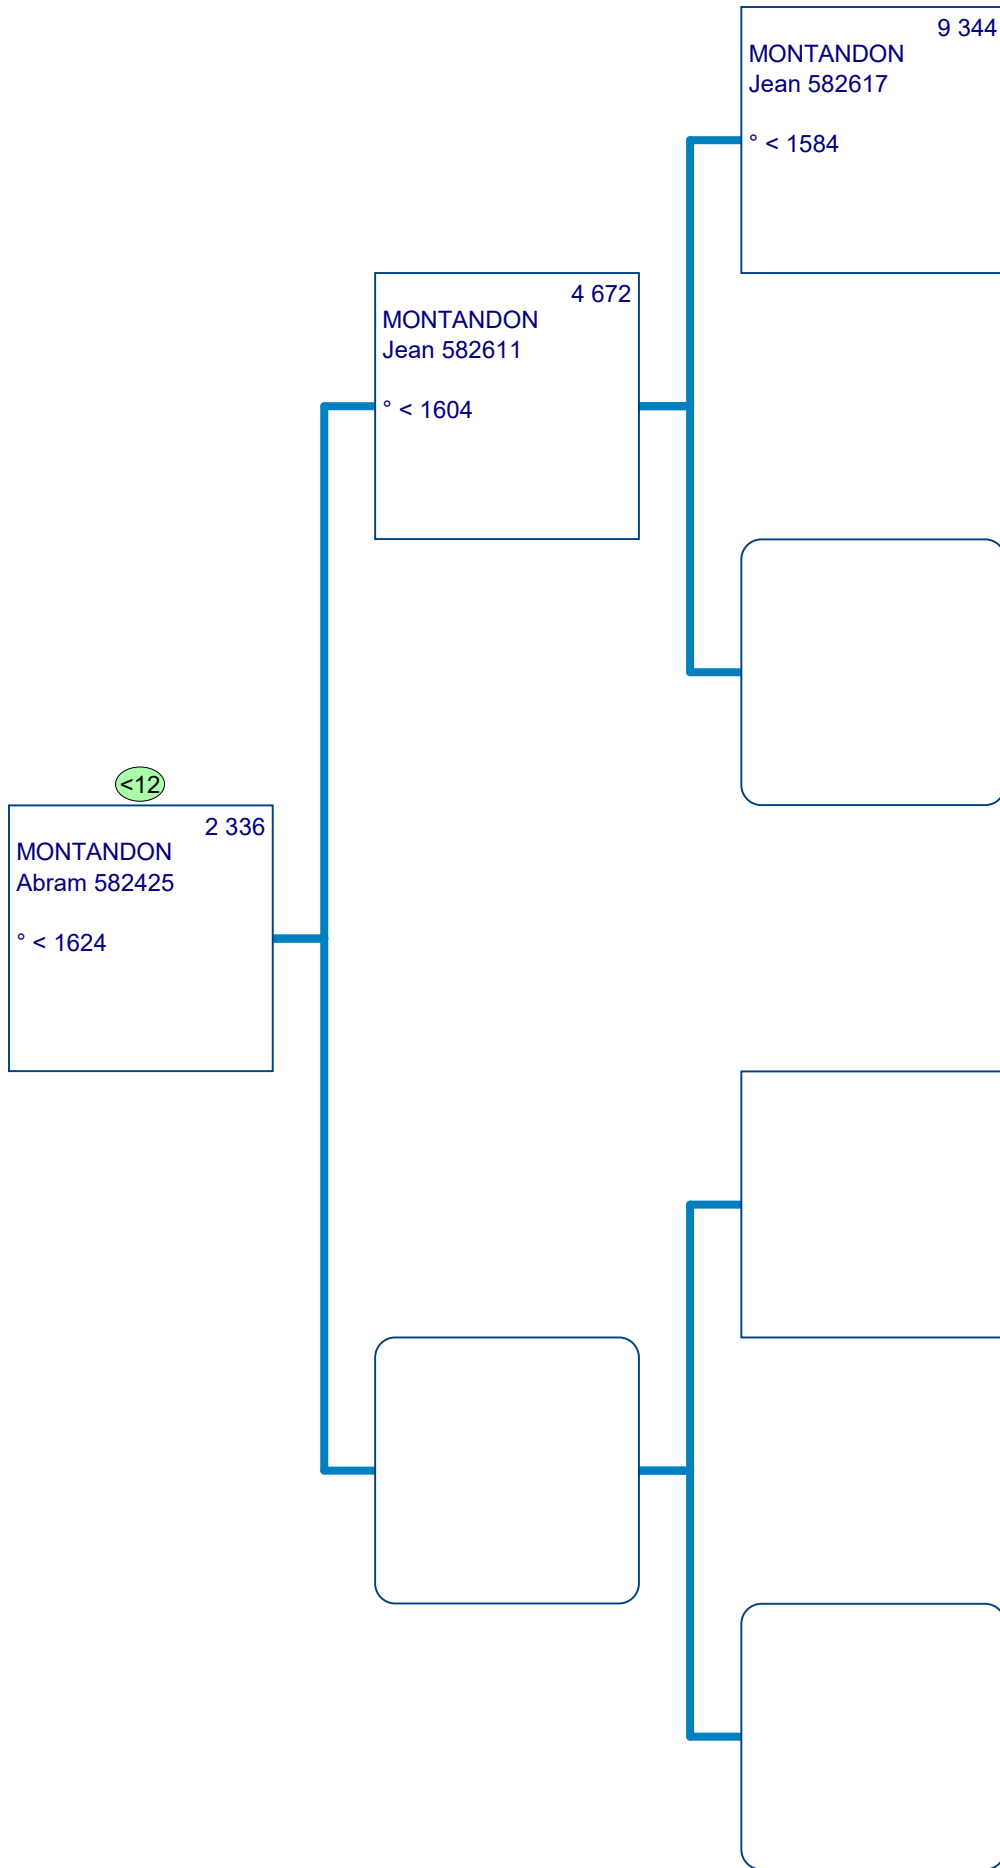 9 344
MONTANDON
Jean 582617
° < 1584
4 672
MONTANDON
Jean 582611
° < 1604
<12
2 336
MONTANDON
Abram 582425
° < 1624